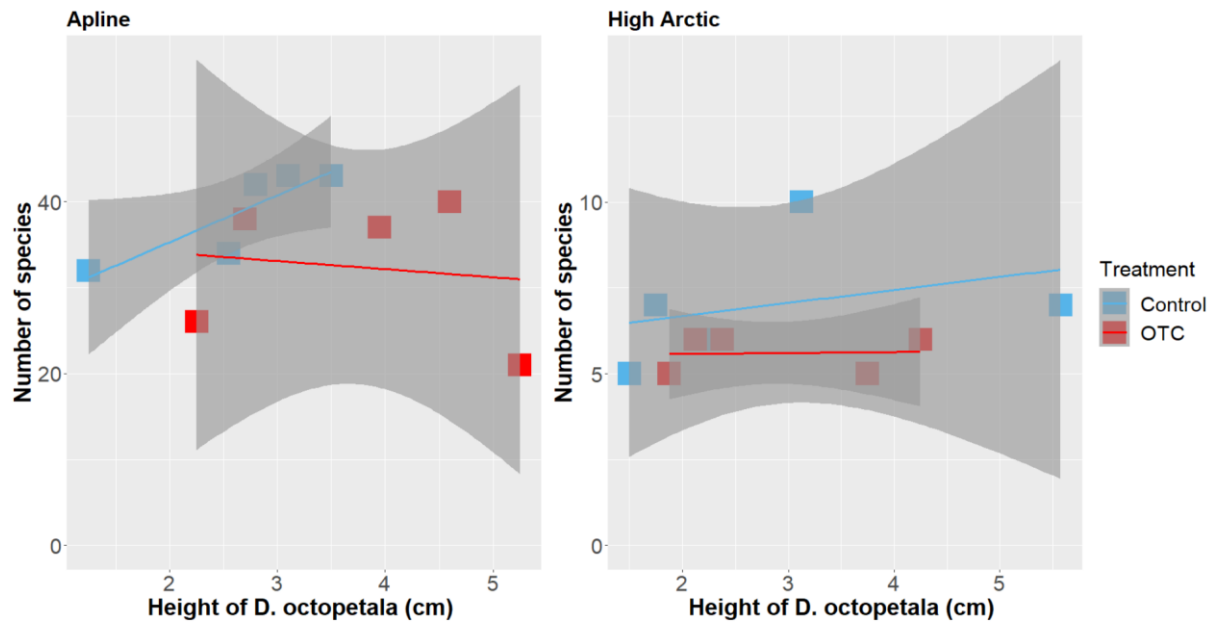 Apline
High Arctic
Number of species
40
20
0
2
3
4
5
Height of D. octopetala (cm)
Number of species
10
5
0
2
3
4
5
Height of D. octopetala (cm)
Treatment
Control
OTC